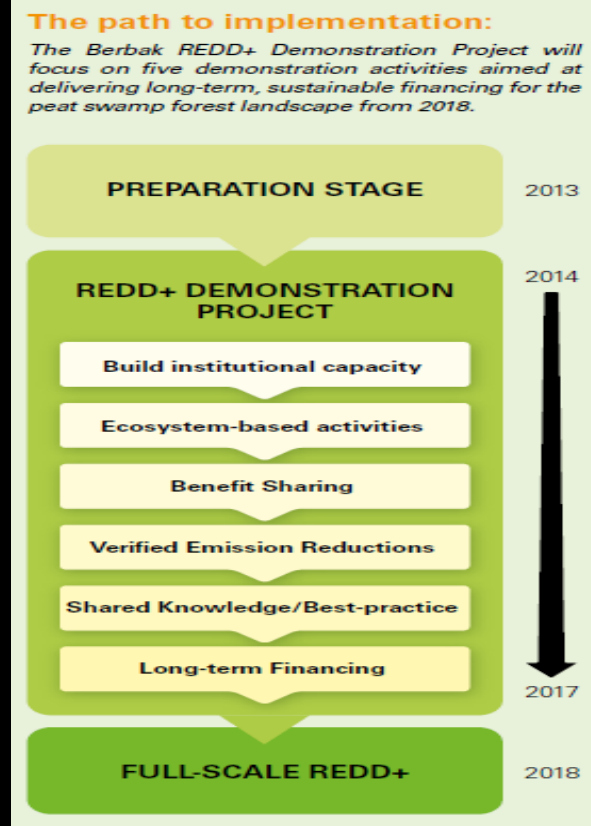 The path to implementation:
The Berbak REDD+ Demonstration Project will
focus on five demonstration activities aimed at
delivering long-term, sustainable financing for the
peat swamp forest landscape from 2018.
PREPARATION STAGE
2013
2014
REDD+ DEMONSTRATION
PROJECT
Build institutional capacity
Ecosystem-based activities
Benefit Sharing
Verified Emission Reductions
Shared Knowledge/Best-practice
Long-term Financing
2017
FULL-SCALE REDD+
2018